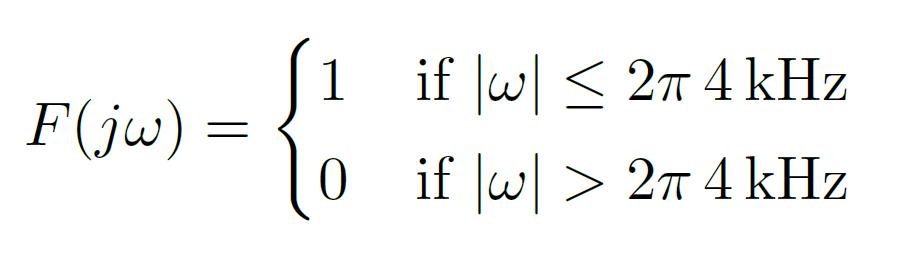 F(jω) = { 1 if |ω| ≤ 2π 4 kHz
0 if |ω| > 2π 4 kHz